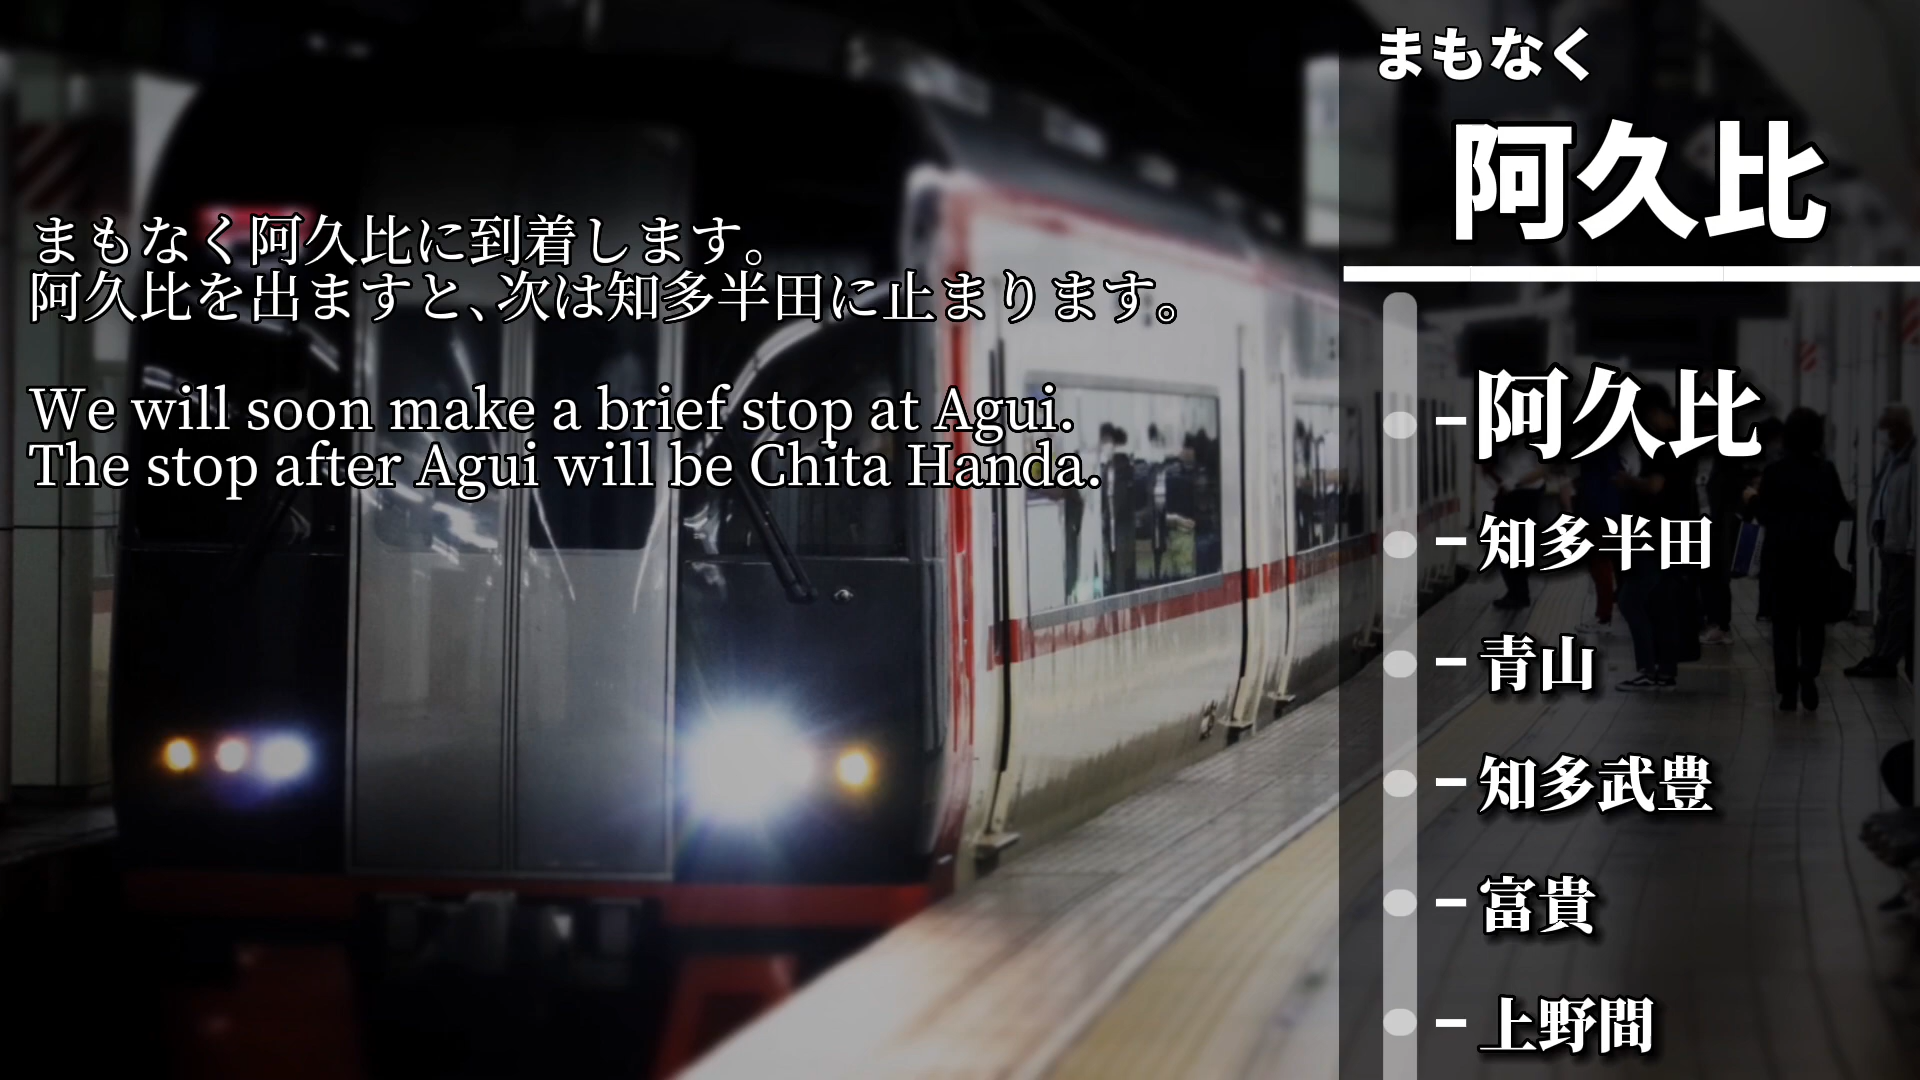 まもなく阿久比に到着します。
阿久比を出ますと、次は知多半田に止まります。
We will soon make a brief stop at Agui.
The stop after Agui will be Chita Handa.
まもなく
阿久比
阿久比
知多半田
青山
知多武豊
富貴
上野間